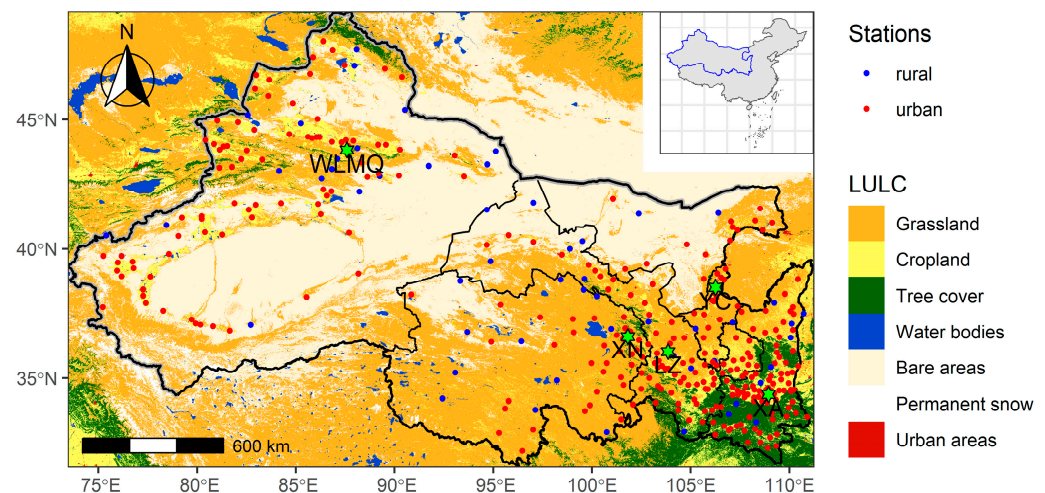 N
Stations
rural
urban
45°N
WLMQ
LULC
Grassland
40°N
Cropland
Tree cover
YC
Water bodies
XN
LZ
35°N
Bare areas
XA
Permanent snow
600 km
Urban areas
75°E 80°E 85°E 90°E 95°E 100°E 105°E 110°E